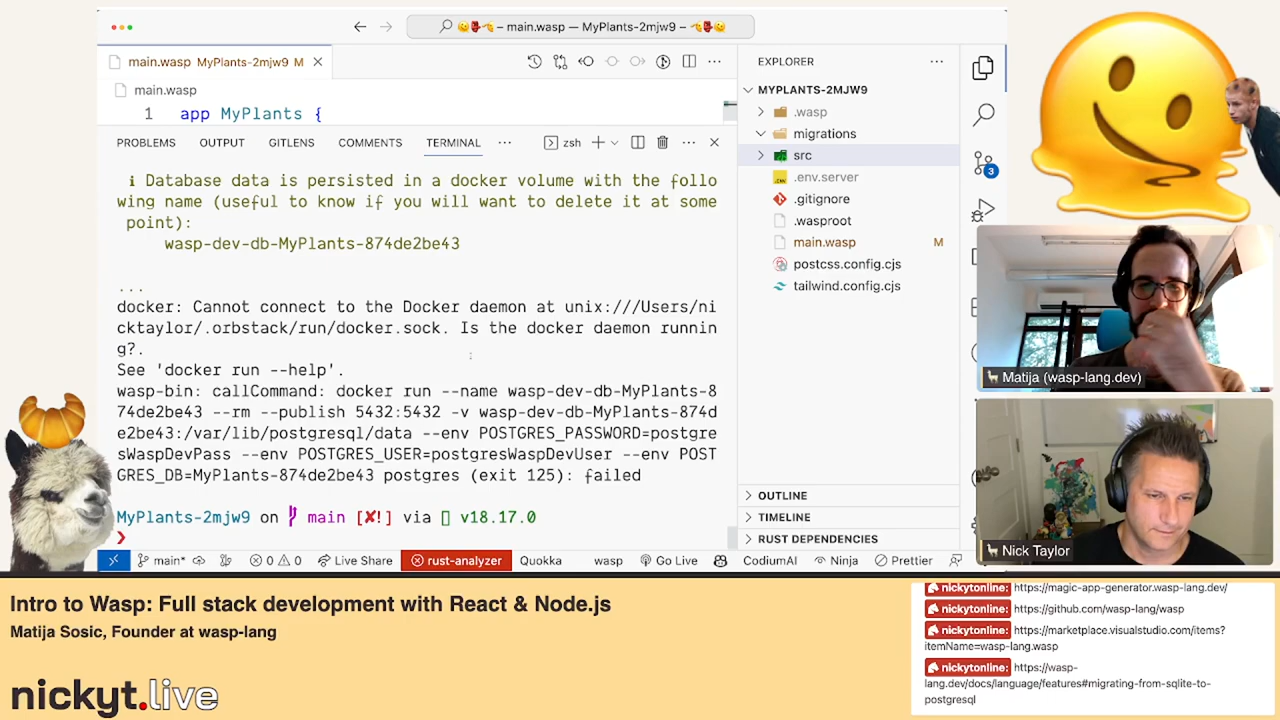 – main.wasp — MyPlants-2mjw9 –
main.wasp MyPlants-2mjw9 M
main.wasp
1 app MyPlants {
PROBLEMS OUTPUT GITLENS COMMENTS TERMINAL
zsh
ℹ Database data is persisted in a docker volume with the follo
wing name (useful to know if you will want to delete it at some
point):
wasp-dev-db-MyPlants-874de2be43
...
docker: Cannot connect to the Docker daemon at unix:///Users/ni
cktaylor/.orbstack/run/docker.sock. Is the docker daemon runnin
g?.
See 'docker run --help'.
wasp-bin: callCommand: docker run --name wasp-dev-db-MyPlants-8
74de2be43 --rm --publish 5432:5432 -v wasp-dev-db-MyPlants-874d
e2be43:/var/lib/postgresql/data --env POSTGRES_PASSWORD=postgre
sWaspDevPass --env POSTGRES_USER=postgresWaspDevUser --env POST
GRES_DB=MyPlants-874de2be43 postgres (exit 125): failed
MyPlants-2mjw9 on main [✘!] via v18.17.0
❯
EXPLORER
MYPLANTS-2MJW9
.wasp
migrations
src
.env.server
.gitignore
.wasproot
main.wasp M
postcss.config.cjs
tailwind.config.cjs
OUTLINE
TIMELINE
RUST DEPENDENCIES
3
main* 0 0 Live Share rust-analyzer Quokka wasp Go Live CodiumAI Ninja Prettier
Matija (wasp-lang.dev)
Nick Taylor
Intro to Wasp: Full stack development with React & Node.js
Matija Sosic, Founder at wasp-lang
nickyt.live
nickytonline: https://magic-app-generator.wasp-lang.dev/
nickytonline: https://github.com/wasp-lang/wasp
nickytonline: https://marketplace.visualstudio.com/items?
itemName=wasp-lang.wasp
nickytonline: https://wasp-
lang.dev/docs/language/features#migrating-from-sqlite-to-
postgresql